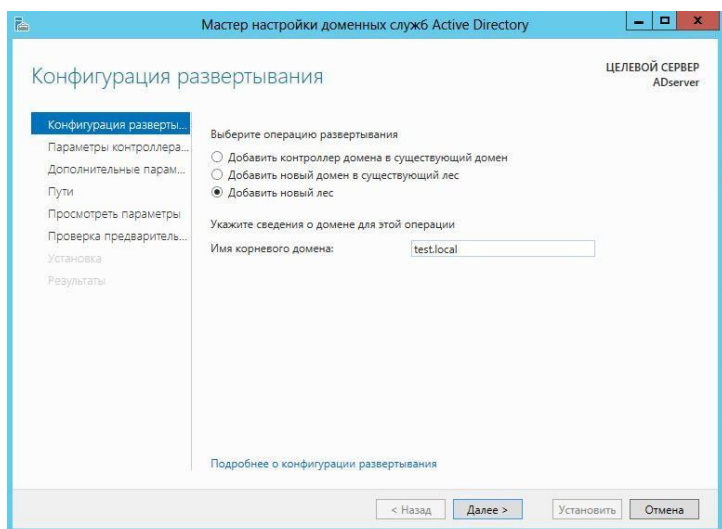 Мастер настройки доменных служб Active Directory
Конфигурация развертывания
ЦЕЛЕВОЙ СЕРВЕР
ADserver
Конфигурация разверты...
Параметры контроллера...
Дополнительные парам...
Пути
Просмотреть параметры
Проверка предваритель...
Установка
Результаты
Выберите операцию развертывания
Добавить контроллер домена в существующий домен
Добавить новый домен в существующий лес
Добавить новый лес
Укажите сведения о домене для этой операции
Имя корневого домена: test.local
Подробнее о конфигурации развертывания
< Назад Далее > Установить Отмена